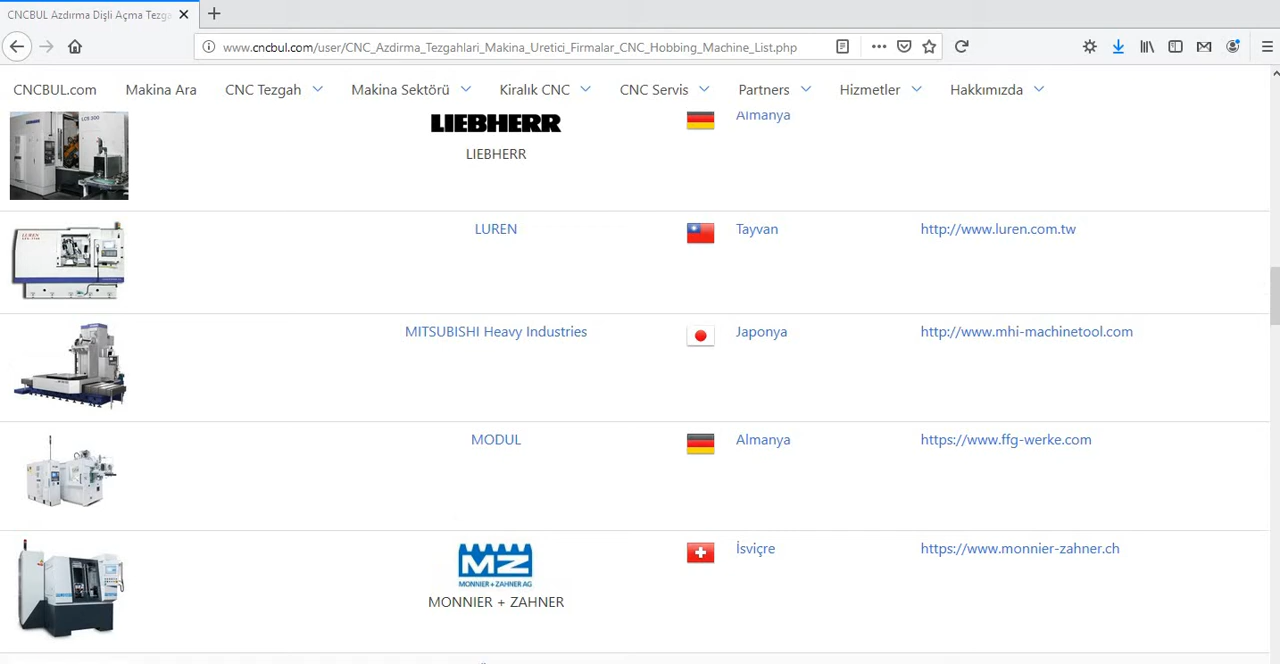 CNCBUL Azdırma Dişli Açma Tezg
www.cncbul.com/user/CNC_Azdirma_Tezgahlari_Makina_Uretici_Firmalar_CNC_Hobbing_Machine_List.php
CNCBUL.com Makina Ara CNC Tezgah Makina Sektörü Kiralık CNC CNC Servis Partners Hizmetler Hakkımızda
LIEBHERR Almanya
LIEBHERR
LUREN Tayvan http://www.luren.com.tw
MITSUBISHI Heavy Industries Japonya http://www.mhi-machinetool.com
MODUL Almanya https://www.ffg-werke.com
MZ İsviçre https://www.monnier-zahner.ch
MONNIER + ZAHNER AG
MONNIER + ZAHNER